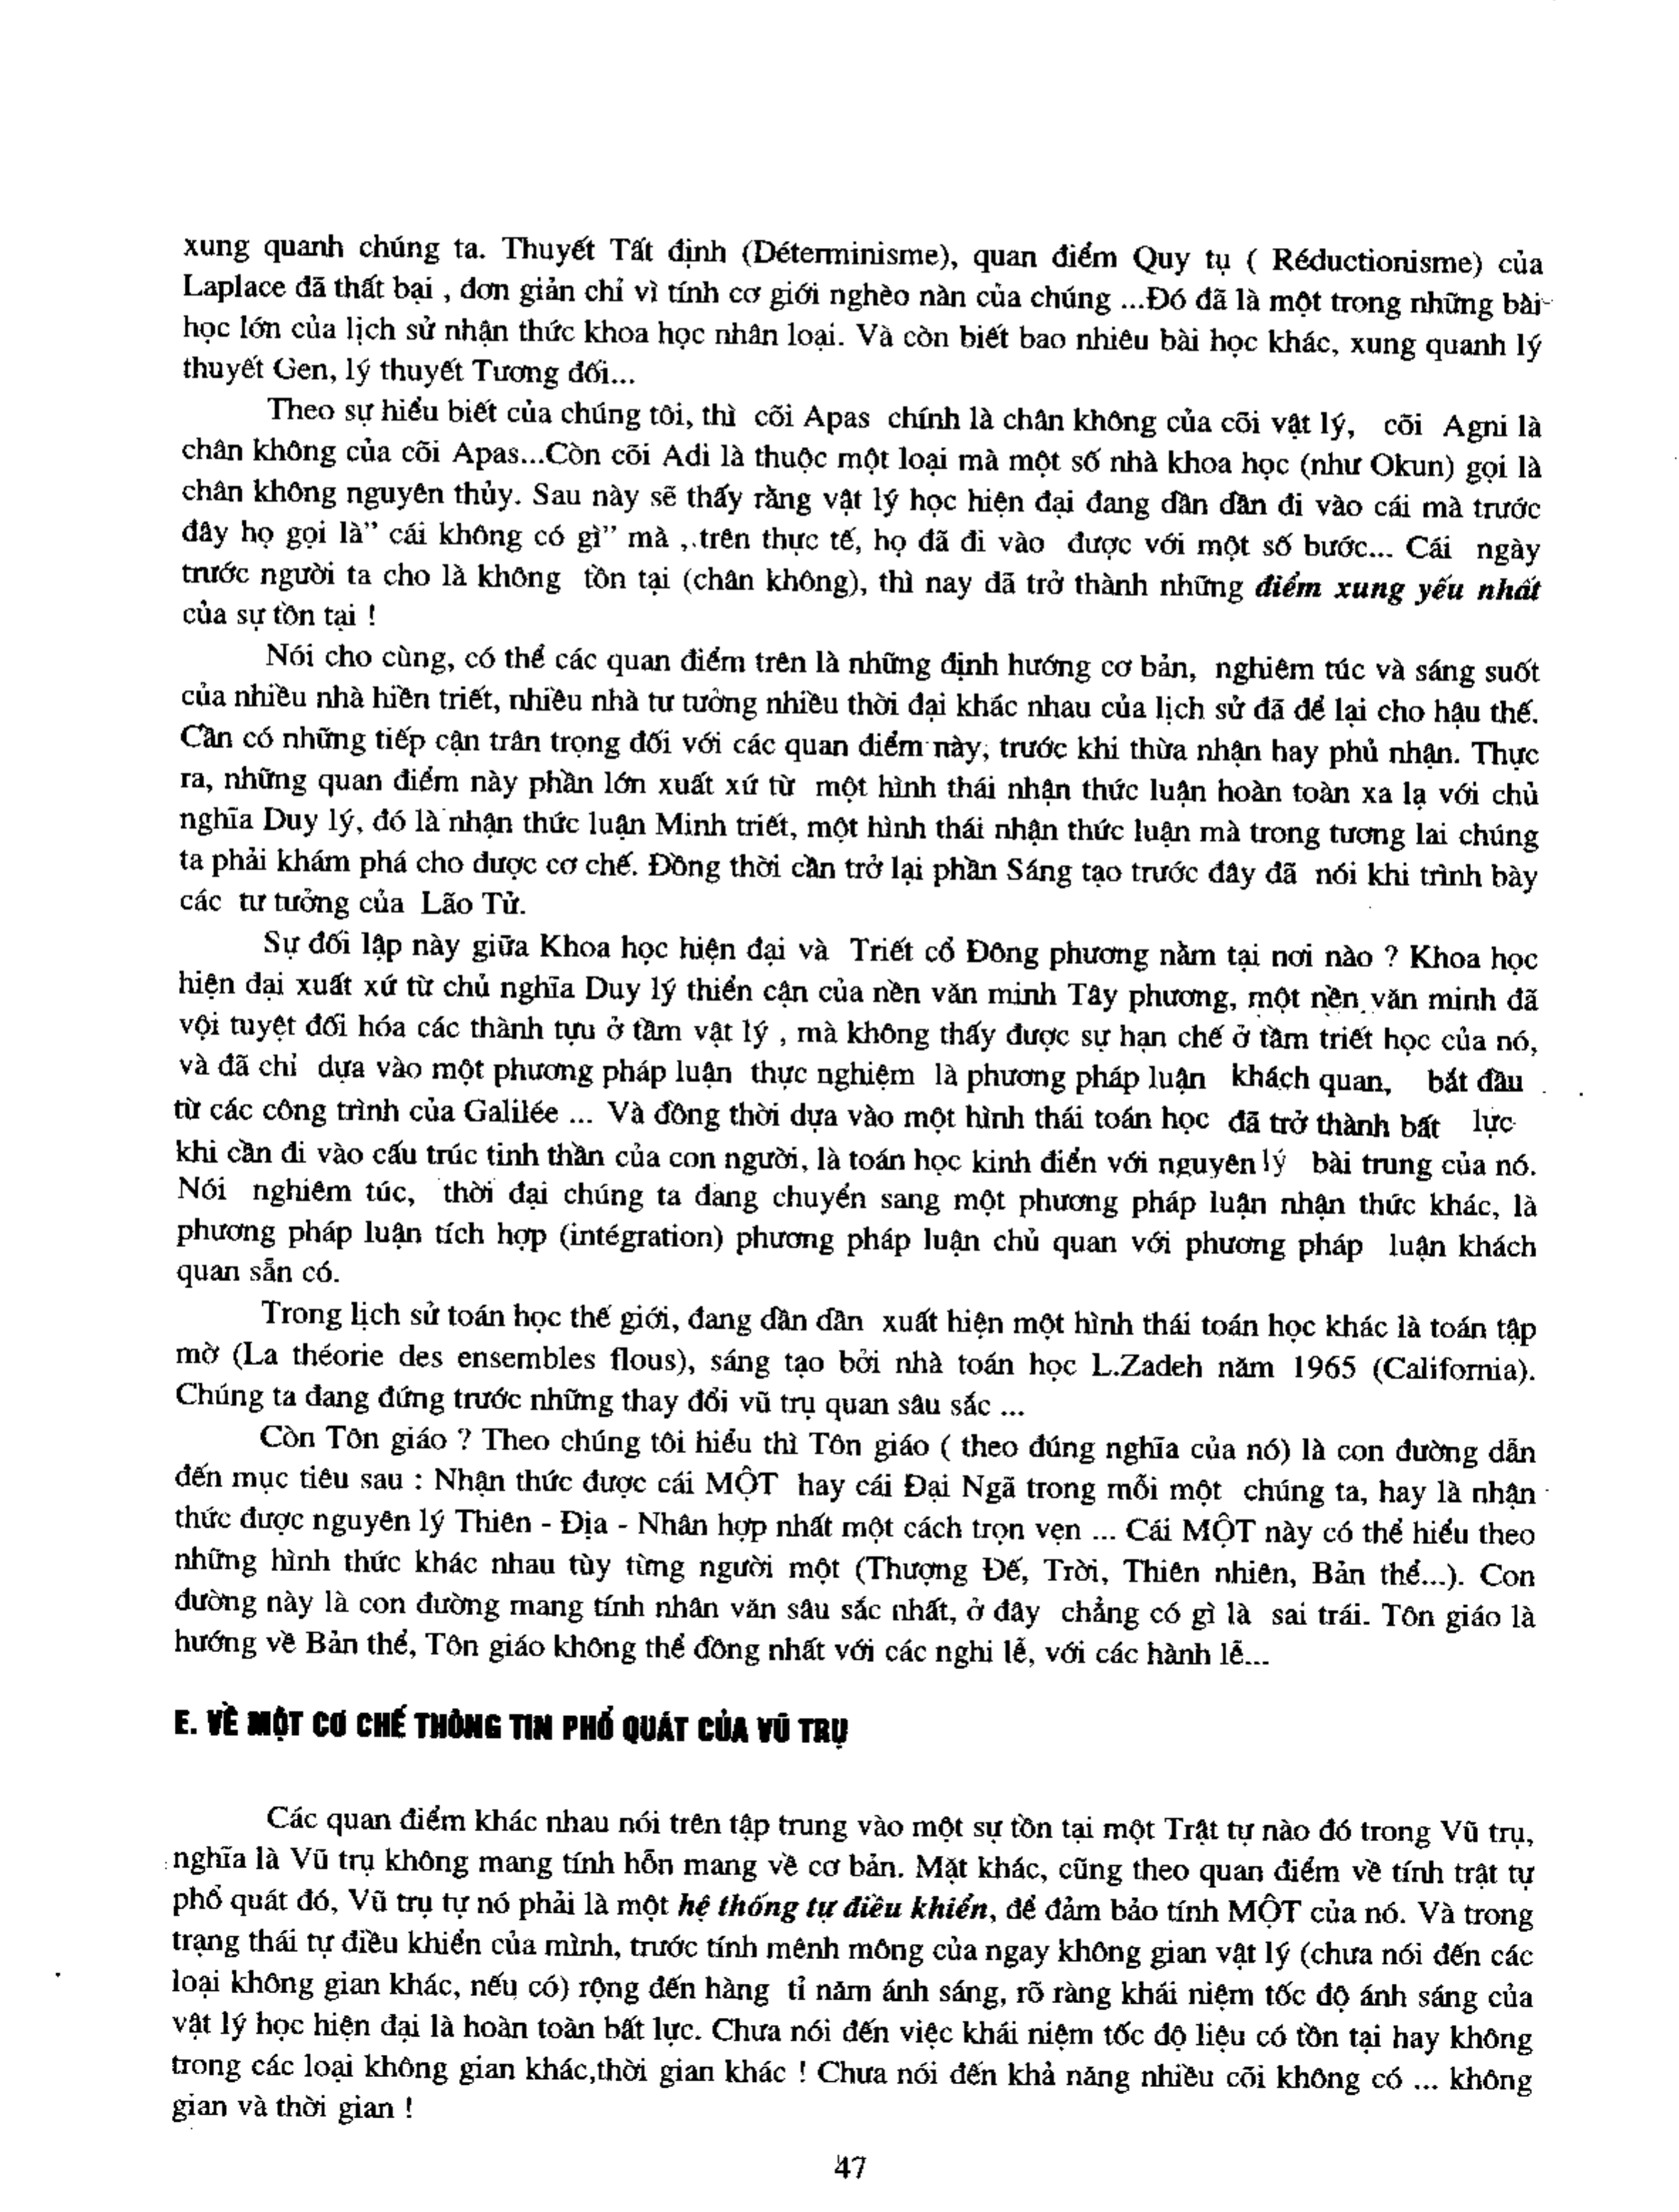 xung quanh chúng ta. Thuyết Tất định (Déterminisme), quan điểm Quy tụ ( Réductionisme) của
Laplace đã thất bại , đơn giản chỉ vì tính cơ giới nghèo nàn của chúng ...Đó đã là một trong những bài
học lớn của lịch sử nhận thức khoa học nhân loại. Và còn biết bao nhiêu bài học khác, xung quanh lý
thuyết Gen, lý thuyết Tương đối...
Theo sự hiểu biết của chúng tôi, thì cõi Apas chính là chân không của cõi vật lý, cõi Agni là
chân không của cõi Apas...Còn cõi Adi là thuộc một loại mà một số nhà khoa học (như Okun) gọi là
chân không nguyên thủy. Sau này sẽ thấy rằng vật lý học hiện đại đang dần dần đi vào cái mà trước
đây họ gọi là” cái không có gì” mà ,.trên thực tế, họ đã đi vào được với một số bước... Cái ngày
trước người ta cho là không tồn tại (chân không), thì nay đã trở thành những điểm xung yếu nhất
của sự tồn tại !
Nói cho cùng, có thể các quan điểm trên là những định hướng cơ bản, nghiêm túc và sáng suốt
của nhiều nhà hiền triết, nhiều nhà tư tưởng nhiều thời đại khác nhau của lịch sử đã để lại cho hậu thế.
Cần có những tiếp cận trân trọng đối với các quan điểm này, trước khi thừa nhận hay phủ nhận. Thực
ra, những quan điểm này phần lớn xuất xứ từ một hình thái nhận thức luận hoàn toàn xa lạ với chủ
nghĩa Duy lý, đó là nhận thức luận Minh triết, một hình thái nhận thức luận mà trong tương lai chúng
ta phải khám phá cho được cơ chế. Đồng thời cần trở lại phần Sáng tạo trước đây đã nói khi trình bày
các tư tưởng của Lão Tử.
Sự đối lập này giữa Khoa học hiện đại và Triết cổ Đông phương nằm tại nơi nào ? Khoa học
hiện đại xuất xứ từ chủ nghĩa Duy lý thiển cận của nền văn minh Tây phương, một nền văn minh đã
vội tuyệt đối hóa các thành tựu ở tầm vật lý , mà không thấy được sự hạn chế ở tầm triết học của nó,
và đã chỉ dựa vào một phương pháp luận thực nghiệm là phương pháp luận khách quan, bắt đầu
từ các công trình của Galilée ... Và đồng thời dựa vào một hình thái toán học đã trở thành bất lực
khi cần đi vào cấu trúc tinh thần của con người, là toán học kinh điển với nguyên lý bài trung của nó.
Nói nghiêm túc, thời đại chúng ta đang chuyển sang một phương pháp luận nhận thức khác, là
phương pháp luận tích hợp (intégration) phương pháp luận chủ quan với phương pháp luận khách
quan sẵn có.
Trong lịch sử toán học thế giới, đang dần dần xuất hiện một hình thái toán học khác là toán tập
mờ (La théorie des ensembles flous), sáng tạo bởi nhà toán học L.Zadeh năm 1965 (California).
Chúng ta đang đứng trước những thay đổi vũ trụ quan sâu sắc ...
Còn Tôn giáo ? Theo chúng tôi hiểu thì Tôn giáo ( theo đúng nghĩa của nó) là con đường dẫn
đến mục tiêu sau : Nhận thức được cái MỘT hay cái Đại Ngã trong mỗi một chúng ta, hay là nhận
thức được nguyên lý Thiên - Địa - Nhân hợp nhất một cách trọn vẹn ... Cái MỘT này có thể hiểu theo
những hình thức khác nhau tùy từng người một (Thượng Đế, Trời, Thiên nhiên, Bản thể...). Con
đường này là con đường mang tính nhân văn sâu sắc nhất, ở đây chẳng có gì là sai trái. Tôn giáo là
hướng về Bản thể, Tôn giáo không thể đồng nhất với các nghi lễ, với các hành lễ...
E. VỀ MỘT CƠ CHẾ THÔNG TIN PHỔ QUÁT CỦA VŨ TRỤ
Các quan điểm khác nhau nói trên tập trung vào một sự tồn tại một Trật tự nào đó trong Vũ trụ,
nghĩa là Vũ trụ không mang tính hỗn mang về cơ bản. Mặt khác, cũng theo quan điểm về tính trật tự
phổ quát đó, Vũ trụ tự nó phải là một hệ thống tự điều khiển, để đảm bảo tính MỘT của nó. Và trong
trạng thái tự điều khiển của mình, trước tính mênh mông của ngay không gian vật lý (chưa nói đến các
loại không gian khác, nếu có) rộng đến hàng tỉ năm ánh sáng, rõ ràng khái niệm tốc độ ánh sáng của
vật lý học hiện đại là hoàn toàn bất lực. Chưa nói đến việc khái niệm tốc độ liệu có tồn tại hay không
trong các loại không gian khác,thời gian khác ! Chưa nói đến khả năng nhiều cõi không có ... không
gian và thời gian !
47